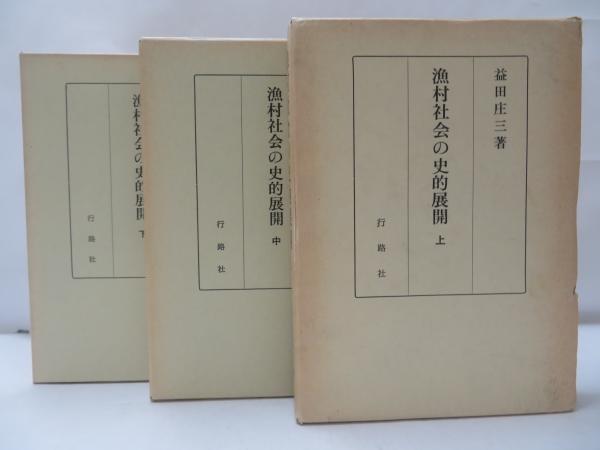 益田庄三著
漁村社会の史的展開 上
行路社
漁村社会の史的展開 中
行路社
漁村社会の史的展開 下
行路社